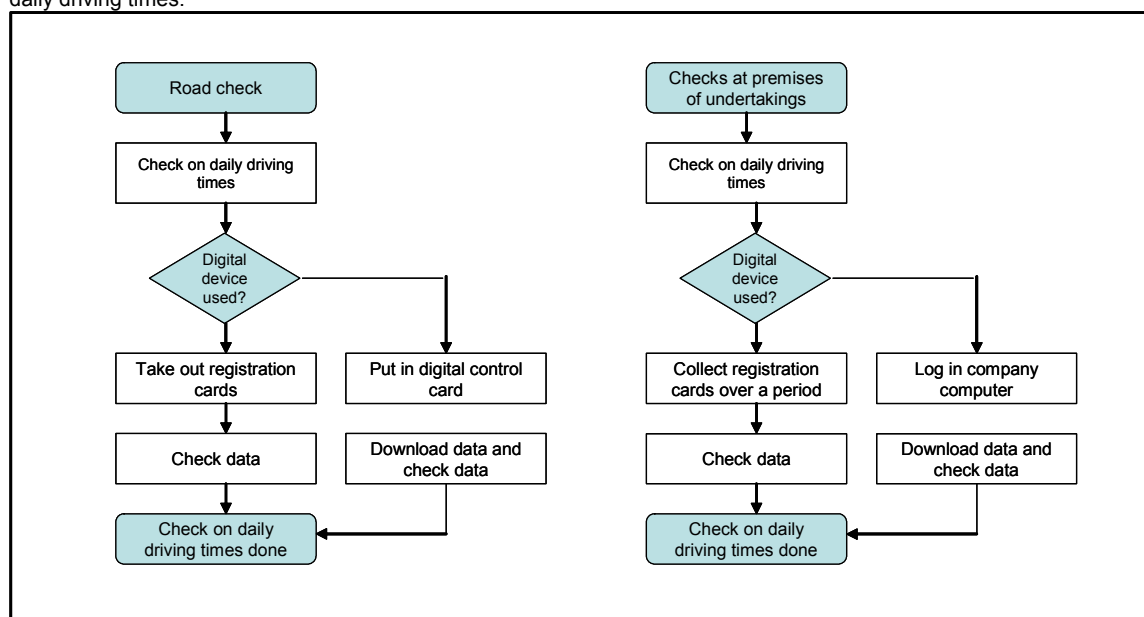 daily driving times.
Road check
Check on daily driving
times
Digital
device
used?
Take out registration
cards
Put in digital control
card
Check data
Download data and
check data
Check on daily
driving times done
Checks at premises
of undertakings
Check on daily driving
times
Digital
device
used?
Collect registration
cards over a period
Log in company
computer
Check data
Download data and
check data
Check on daily
driving times done